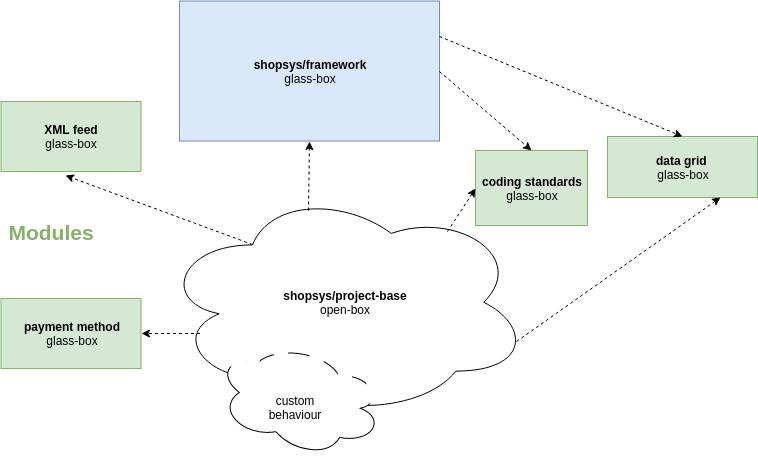 shopsys/framework
glass-box
XML feed
glass-box
data grid
glass-box
coding standards
glass-box
Modules
shopsys/project-base
open-box
payment method
glass-box
custom
behaviour